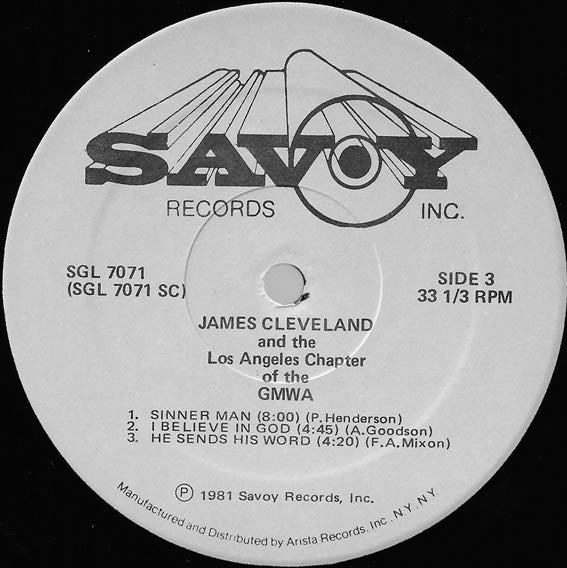 SAVOY
RECORDS INC.
SGL 7071
(SGL 7071 SC)
SIDE 3
33 1/3 RPM
JAMES CLEVELAND
and the
Los Angeles Chapter
of the
GMWA
1. SINNER MAN (8:00) (P.Henderson)
2. I BELIEVE IN GOD (4:45) (A.Goodson)
3. HE SENDS HIS WORD (4:20) (F.A.Mixon)
Ⓟ 1981 Savoy Records, Inc.
Manufactured and Distributed by Arista Records, Inc., N.Y., N.Y.